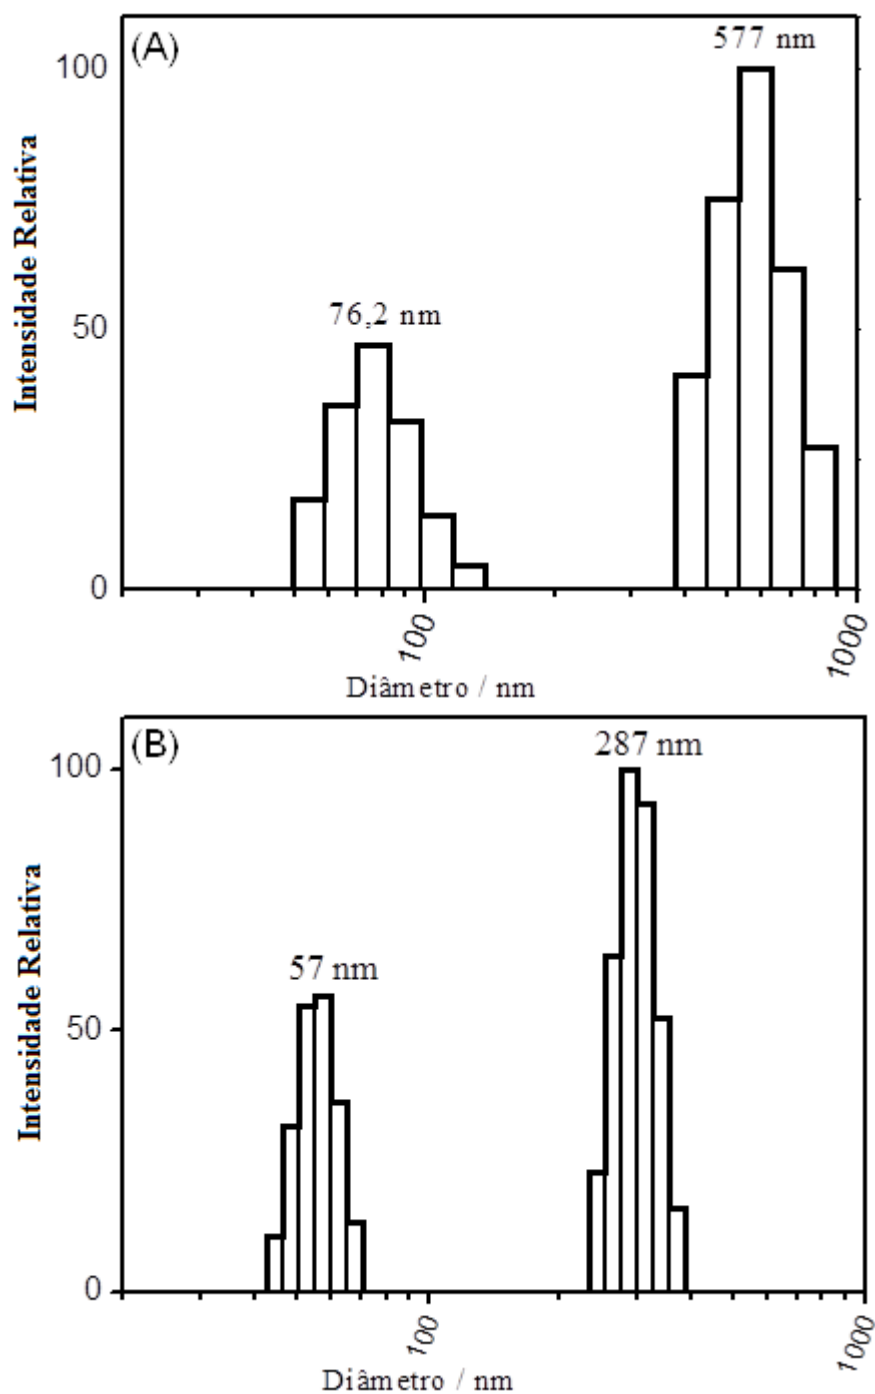 (A)
577 nm
100
76,2 nm
50
0
Intensidade Relativa
100
1000
Diâmetro / nm
(B)
287 nm
100
57 nm
50
0
Intensidade Relativa
100
1000
Diâmetro / nm